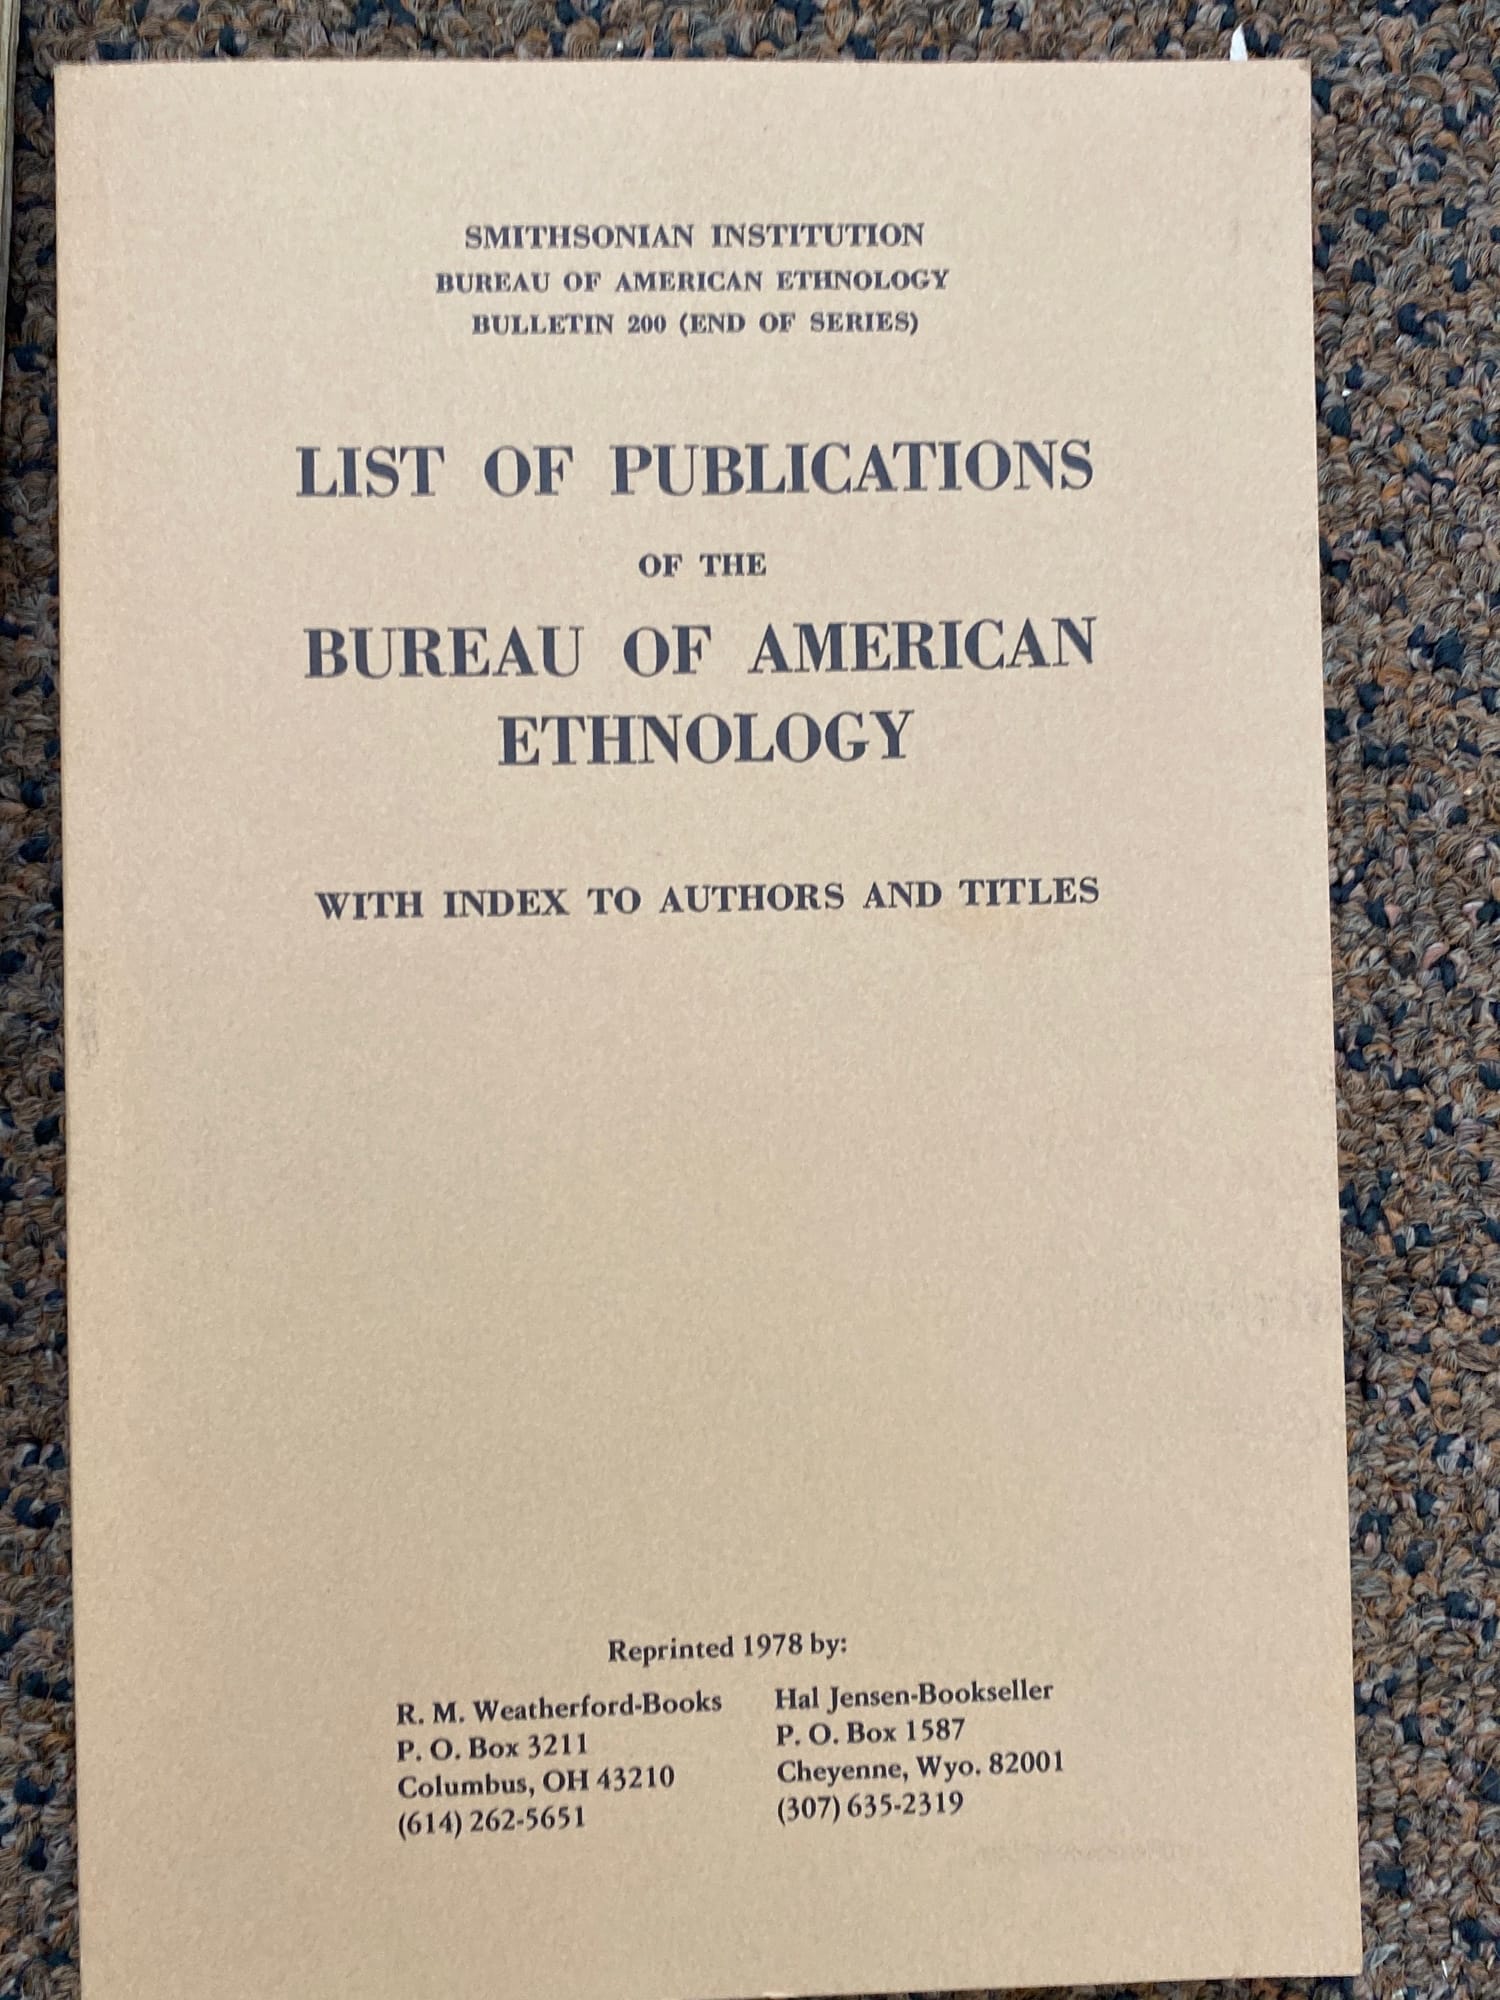 SMITHSONIAN INSTITUTION
BUREAU OF AMERICAN ETHNOLOGY
BULLETIN 200 (END OF SERIES)
LIST OF PUBLICATIONS
OF THE
BUREAU OF AMERICAN
ETHNOLOGY
WITH INDEX TO AUTHORS AND TITLES
Reprinted 1978 by:
R. M. Weatherford-Books
P. O. Box 3211
Columbus, OH 43210
(614) 262-5651
Hal Jensen-Bookseller
P. O. Box 1587
Cheyenne, Wyo. 82001
(307) 635-2319